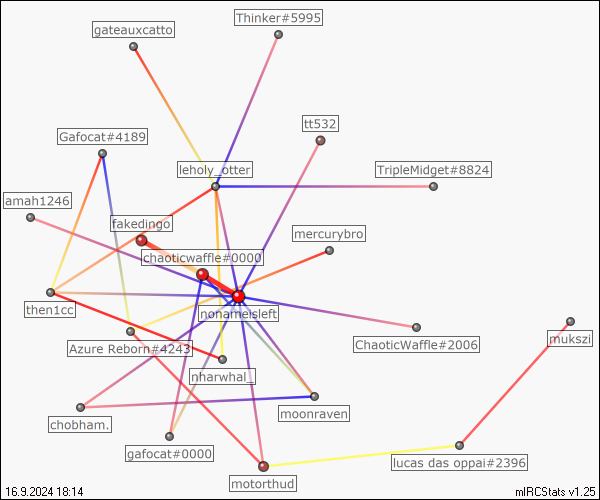 Thinker#5995
gateauxcatto
tt532
Gafocat#4189
leholy_otter
TripleMidget#8824
amah1246
fakedingo
mercurybro
chaoticwaffle#0000
then1cc
nonameisleft
mukszi
ChaoticWaffle#2006
Azure Reborn#4243
nharwhal_
moonraven
chobham.
gafocat#0000
lucas das oppai#2396
motorthud
16.9.2024 18:14
mIRCStats v1.25